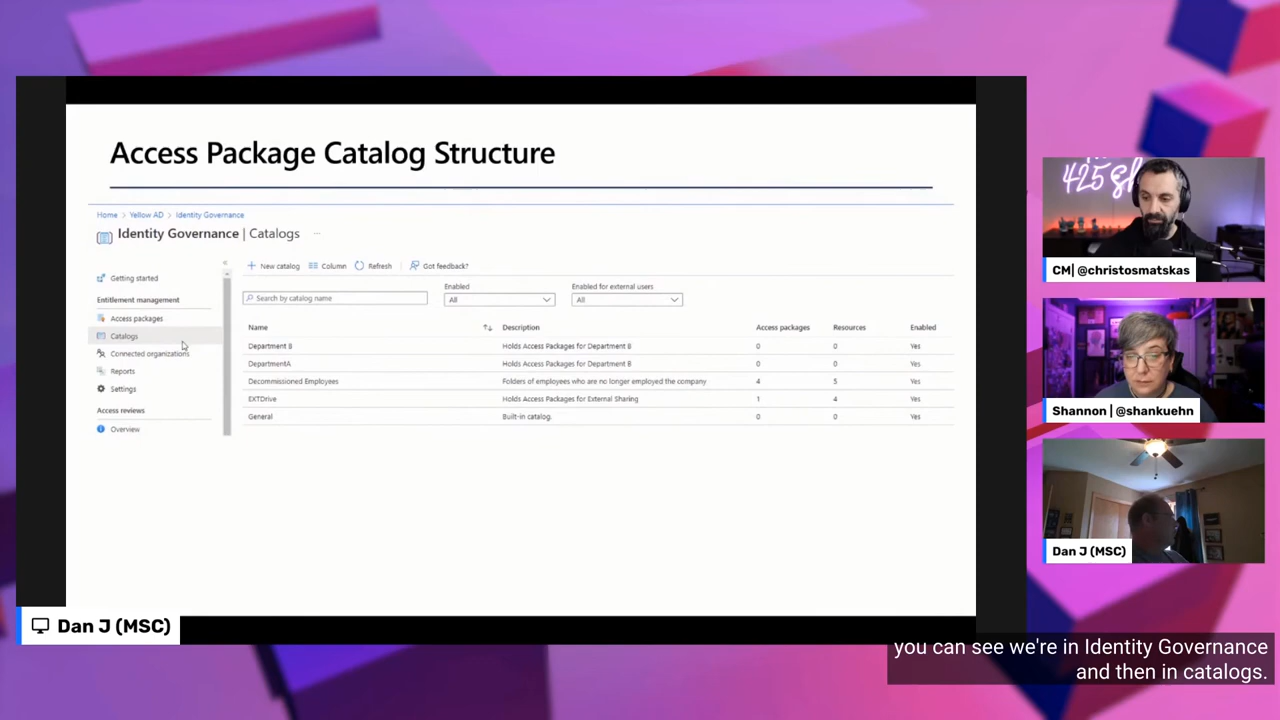 Access Package Catalog Structure
Home > Yellow AD > Identity Governance
Identity Governance | Catalogs ...
Getting started
Entitlement management
Access packages
Catalogs
Connected organizations
Reports
Settings
Access reviews
Overview
New catalog Column Refresh Got feedback?
Enabled Enabled for external users
Search by catalog name All All
Name Description Access packages Resources Enabled
Department B Holds Access Packages for Department B 0 0 Yes
DepartmentA Holds Access Packages for Department B 0 0 Yes
Decommissioned Employees Folders of employees who are no longer employed the company 4 5 Yes
EXTDrive Holds Access Packages for External Sharing 1 4 Yes
General Built-in catalog. 0 0 Yes
425
CM| @christosmatskas
Shannon | @shankuehn
Dan J (MSC)
Dan J (MSC)
you can see we're in Identity Governance
and then in catalogs.